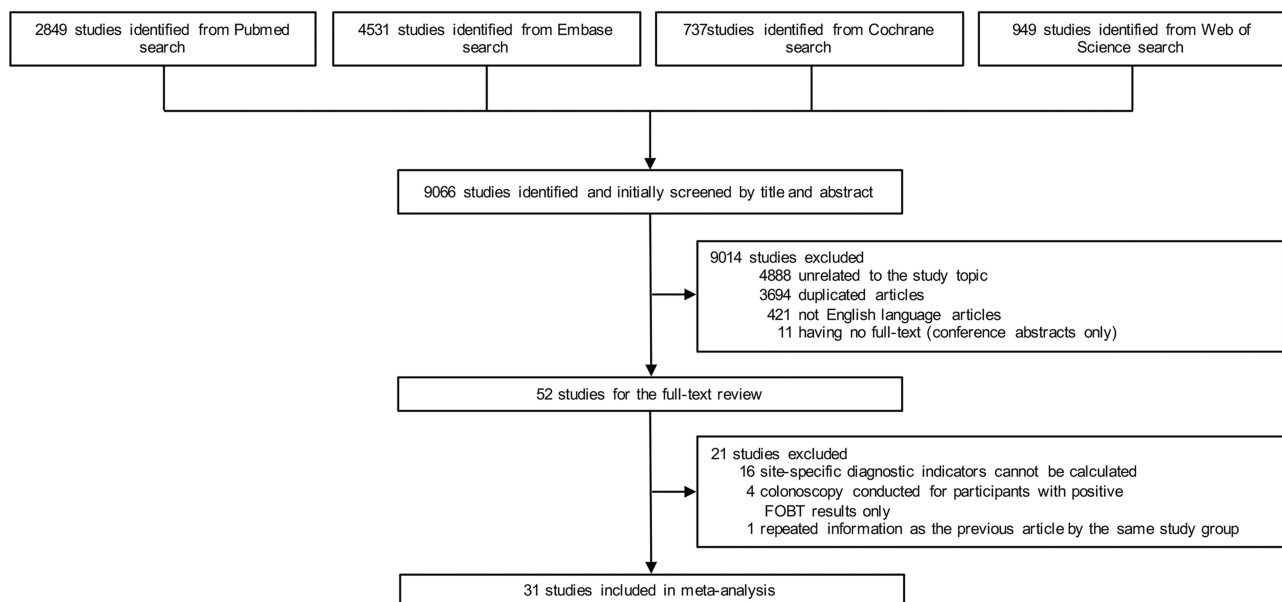 2849 studies identified from Pubmed
search
4531 studies identified from Embase
search
737studies identified from Cochrane
search
949 studies identified from Web of
Science search
9066 studies identified and initially screened by title and abstract
9014 studies excluded
4888 unrelated to the study topic
3694 duplicated articles
421 not English language articles
11 having no full-text (conference abstracts only)
52 studies for the full-text review
21 studies excluded
16 site-specific diagnostic indicators cannot be calculated
4 colonoscopy conducted for participants with positive
FOBT results only
1 repeated information as the previous article by the same study group
31 studies included in meta-analysis